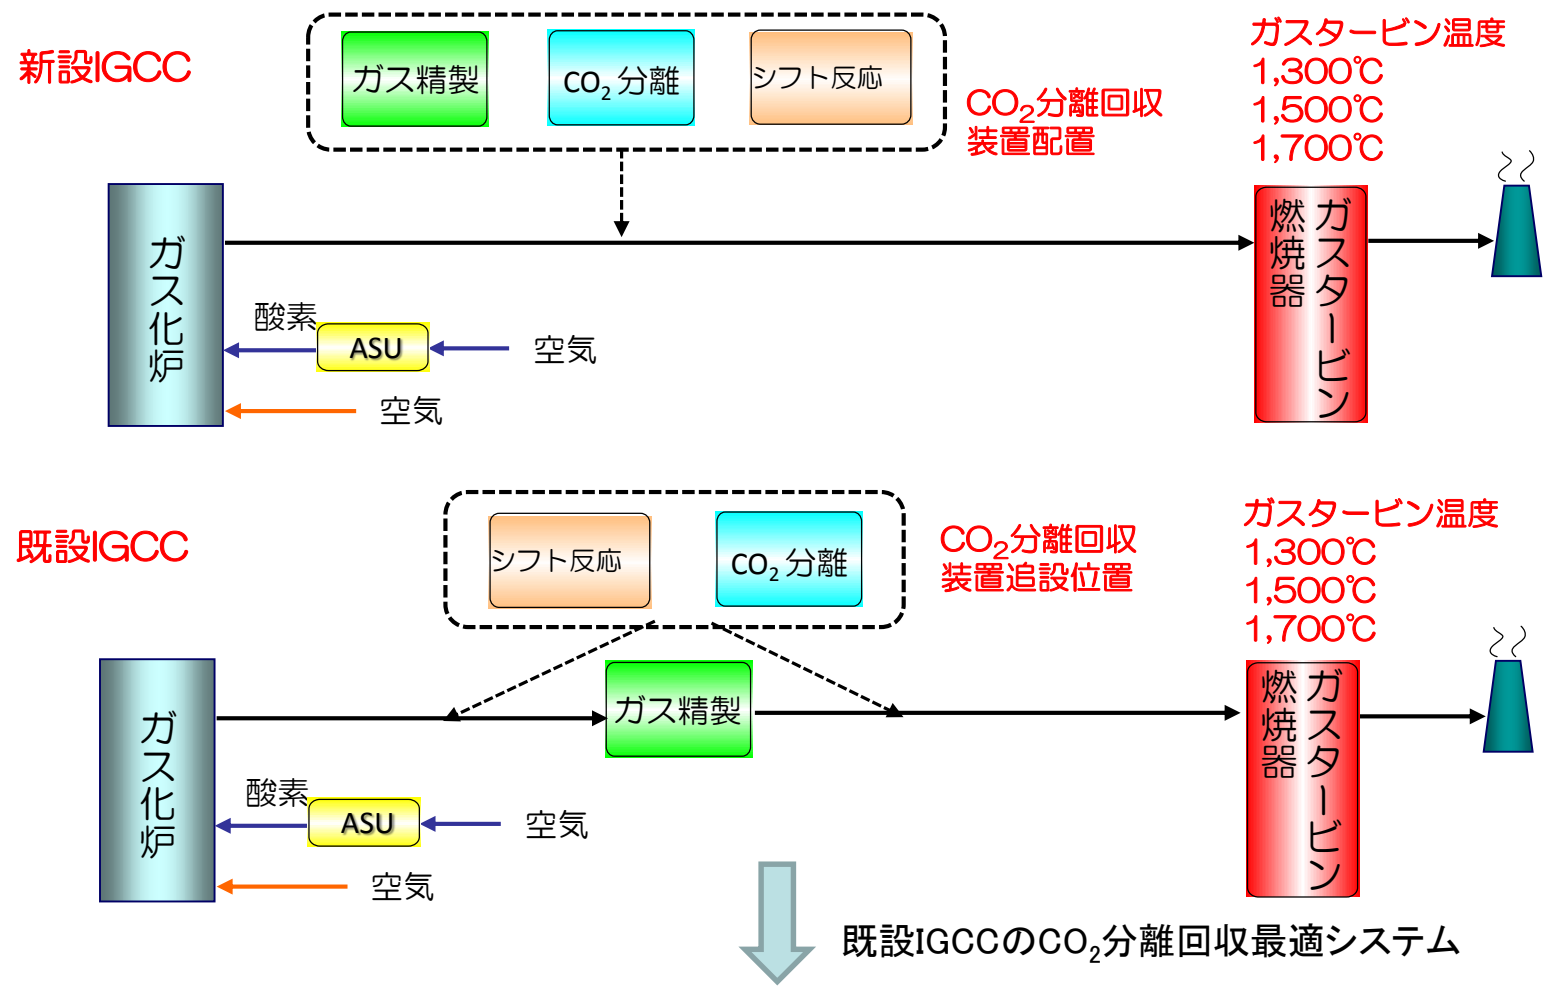 新設IGCC
ガス精製
CO2分離
シフト反応
CO2分離回収
装置配置
ガスタービン温度
1,300℃
1,500℃
1,700℃
ガス化炉
酸素
ASU
空気
空気
ガスタービン
燃焼器
既設IGCC
シフト反応
CO2分離
CO2分離回収
装置追設位置
ガスタービン温度
1,300℃
1,500℃
1,700℃
ガス化炉
ガス精製
酸素
ASU
空気
空気
ガスタービン
燃焼器
既設IGCCのCO2分離回収最適システム